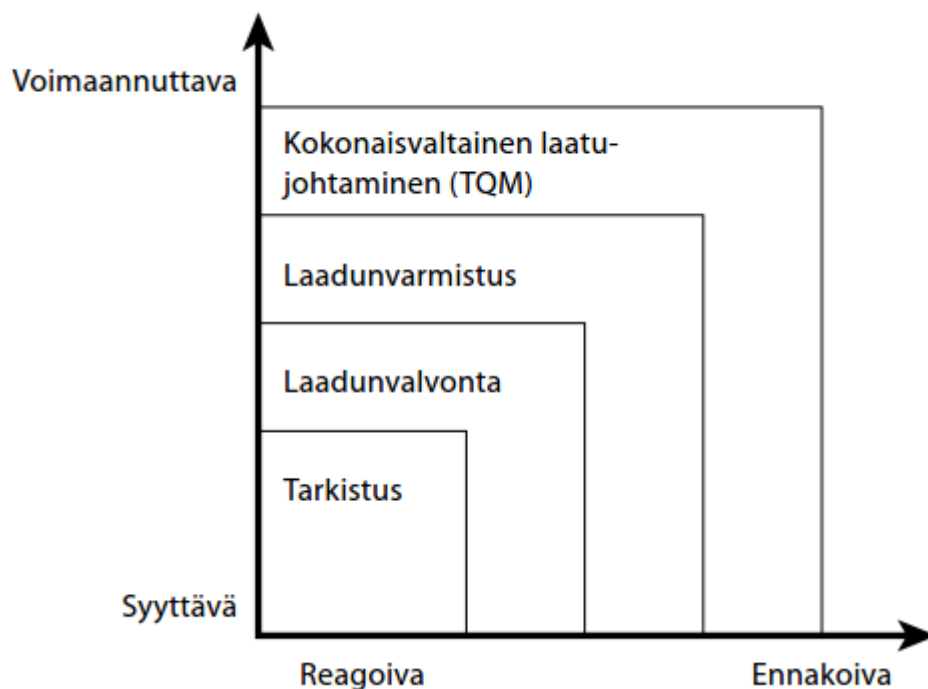 Voimaannuttava
Kokonaisvaltainen laatu-
johtaminen (TQM)
Laadunvarmistus
Laadunvalvonta
Tarkistus
Syyttävä
Reagoiva
Ennakoiva